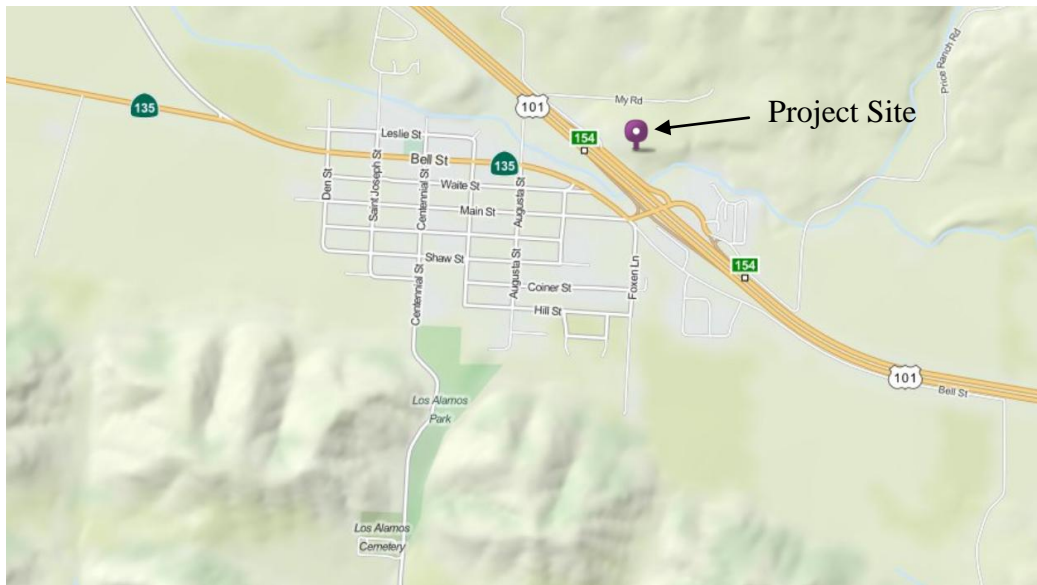 Price Ranch Rd
My Rd
101
135
Project Site
154
Leslie St
Bell St
135
Den St
Saint Joseph St
Centennial St
Waite St
Augusta St
Main St
Shaw St
154
Centennial St
Augusta St
Coiner St
Foxen Ln
Hill St
101
Bell St
Los Alamos
Park
Los Alamos
Cemetery